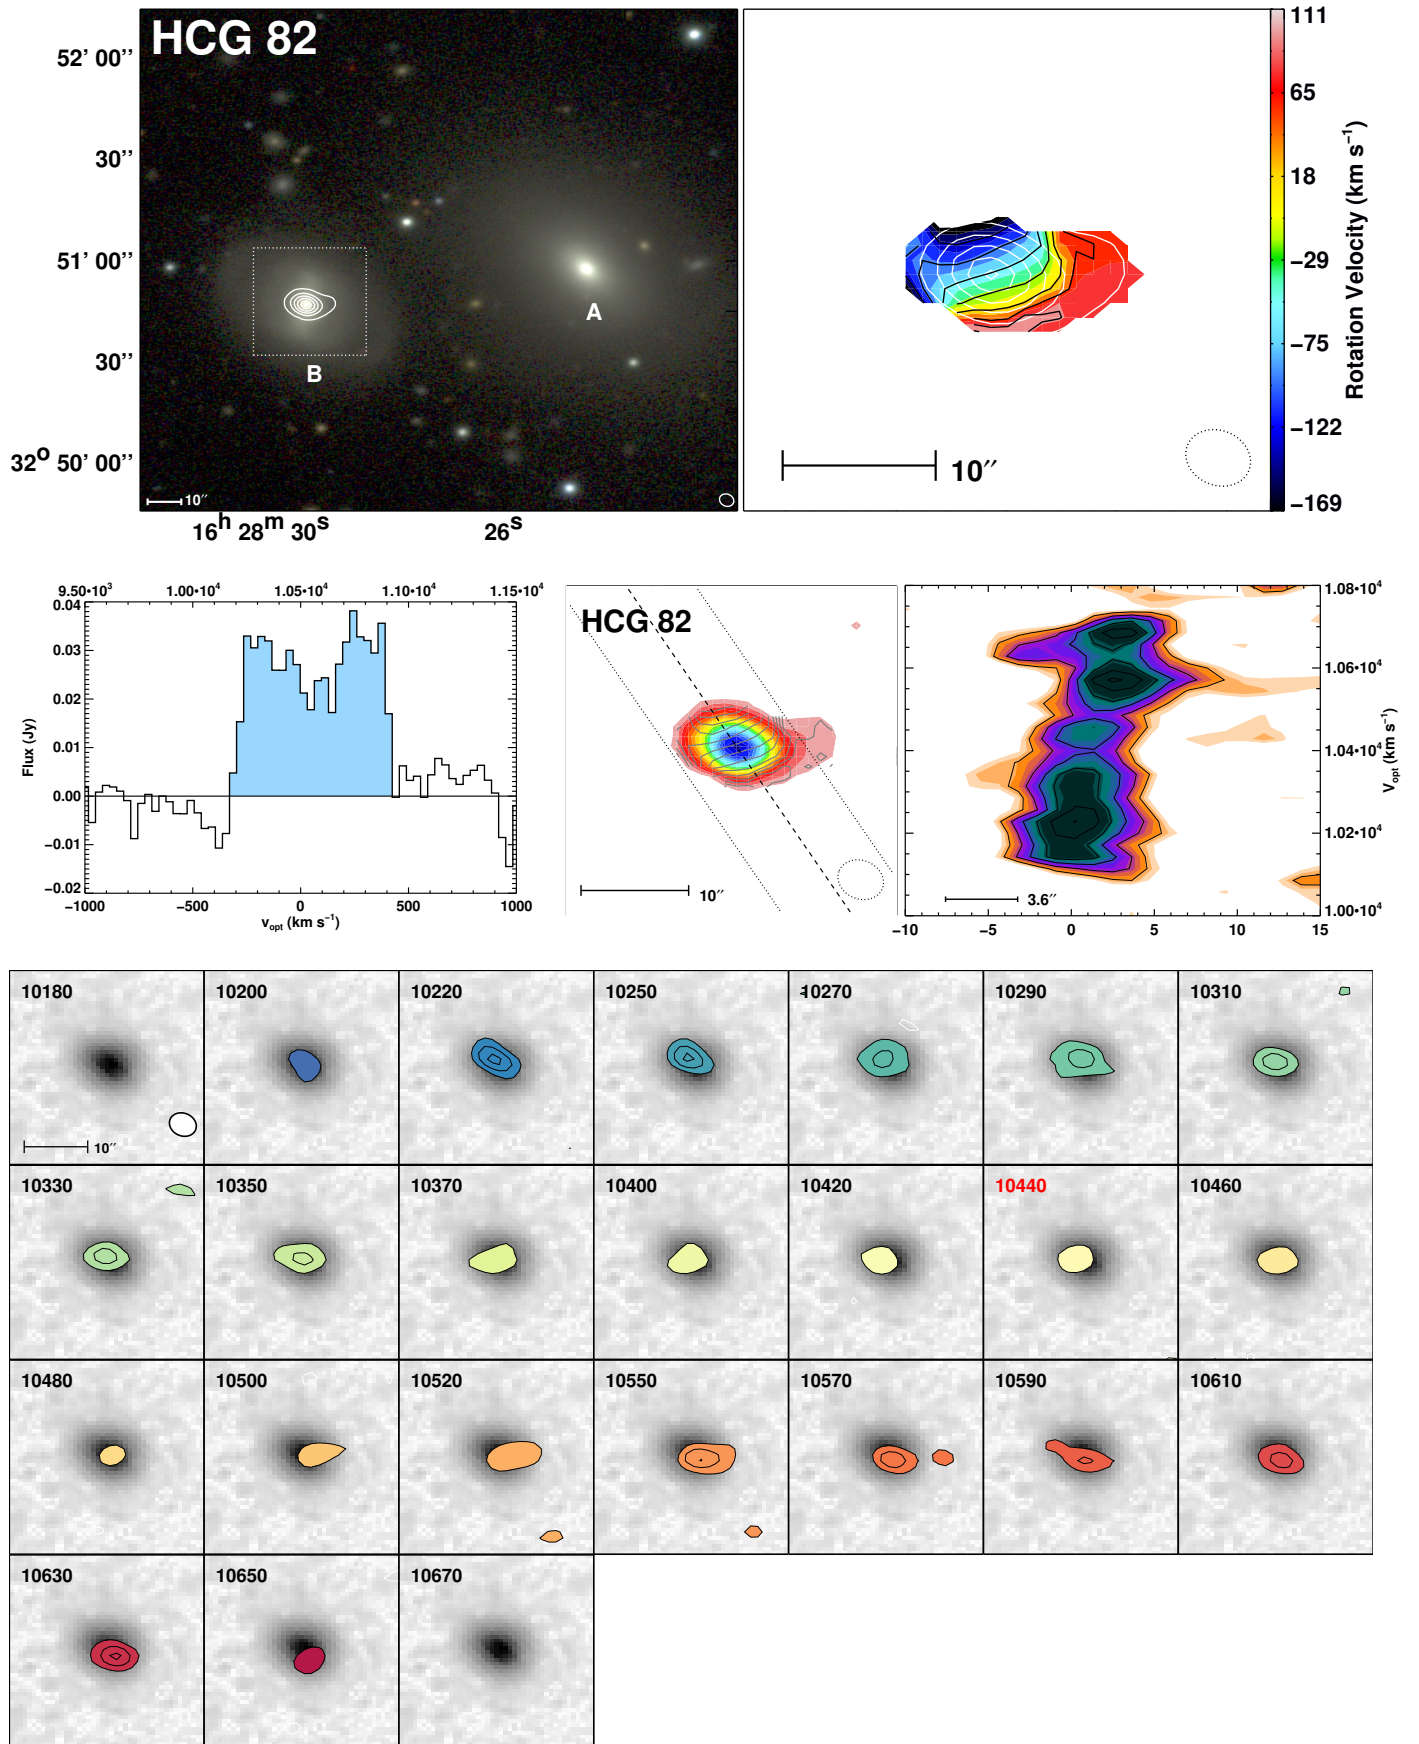 HCG 82
52' 00''
30''
51' 00''
30''
32° 50' 00''
A
B
10''
16h 28m 30s
26s
10''
111
65
18
−29
−75
−122
−169
Rotation Velocity (km s−1)
9.50•10³ 1.00•10⁴ 1.05•10⁴ 1.10•10⁴ 1.15•10⁴
0.04
0.03
0.02
0.01
0.00
−0.01
−0.02
Flux (Jy)
−1000 −500 0 500 1000
vopt (km s−1)
HCG 82
10''
1.08•10⁴
1.06•10⁴
1.04•10⁴
1.02•10⁴
1.00•10⁴
Vopt (km s−1)
3.6''
−10 −5 0 5 10 15
10180 10200 10220 10250 10270 10290 10310
10''
10330 10350 10370 10400 10420 10440 10460
10480 10500 10520 10550 10570 10590 10610
10630 10650 10670